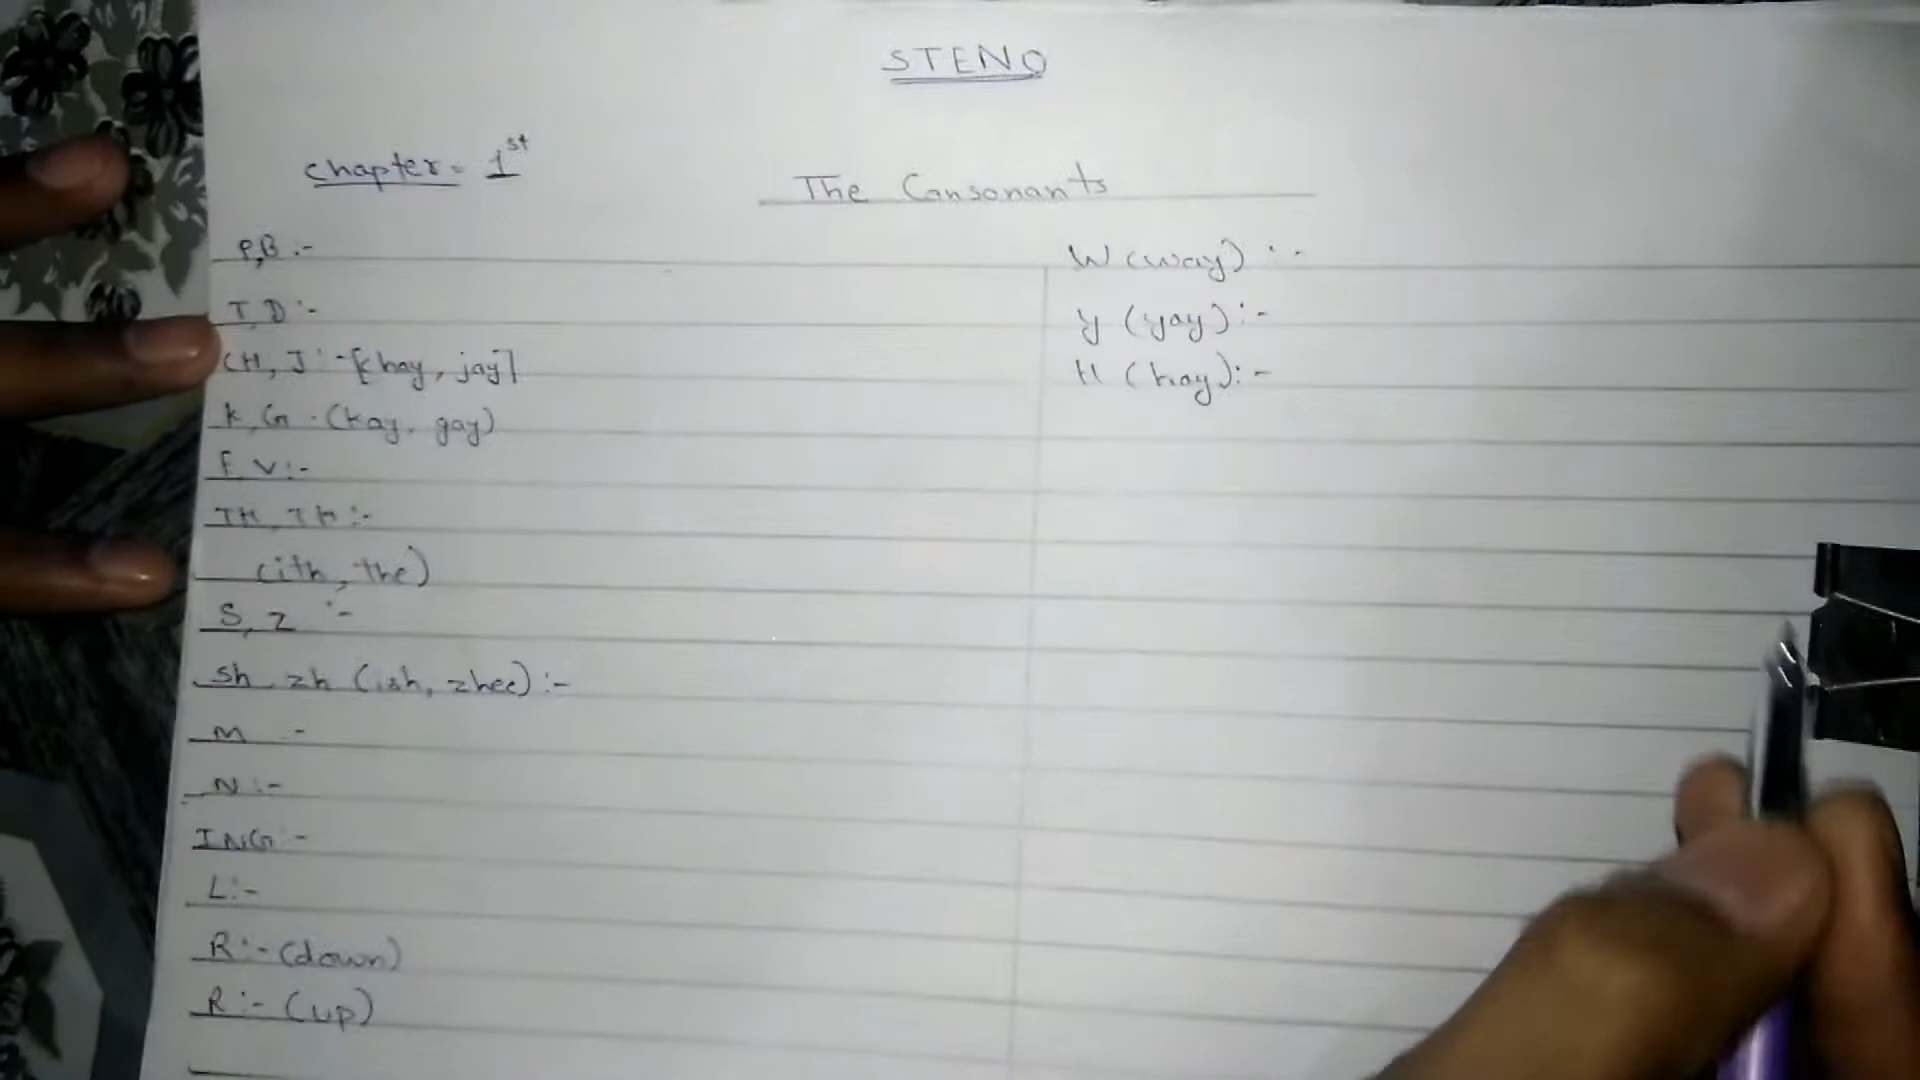 STENO
Chapter = 1st
The Consonants
P,B :-
T, D :-
CH, J :- [chay, jay]
K, G - (kay, gay)
F, V :-
TH, TH :-
(ith, the)
S, Z :-
Sh, zh (ish, zhee) :-
M -
N :-
ING :-
L :-
R :- (down)
R :- (up)
W (way) :-
y (yay) :-
H (hay) :-